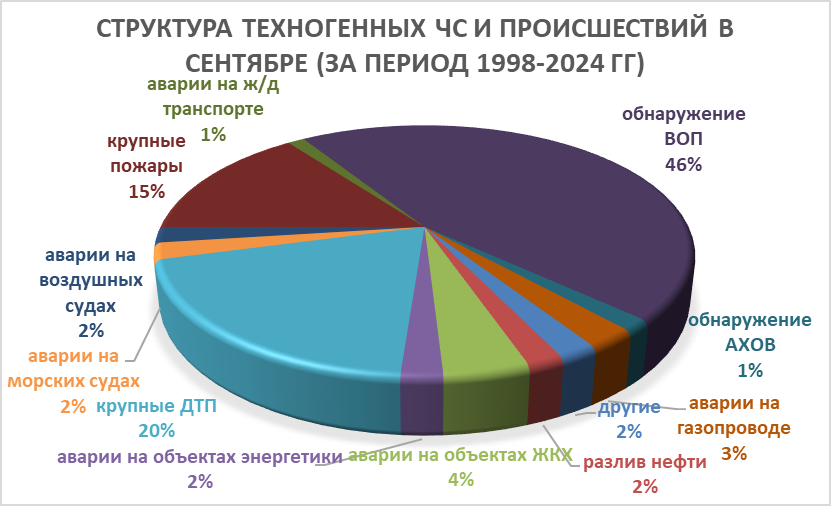 СТРУКТУРА ТЕХНОГЕННЫХ ЧС И ПРОИСШЕСТВИЙ В
СЕНТЯБРЕ (ЗА ПЕРИОД 1998-2024 ГГ)
аварии на ж/д
транспорте
1%
обнаружение
ВОП
46%
крупные
пожары
15%
аварии на
воздушных
судах
2%
обнаружение
АХОВ
1%
аварии на
морских судах
2%
крупные ДТП
20%
другие
2%
аварии на
газопроводе
3%
аварии на объектах энергетики
2%
аварии на объектах ЖКХ
4%
разлив нефти
2%